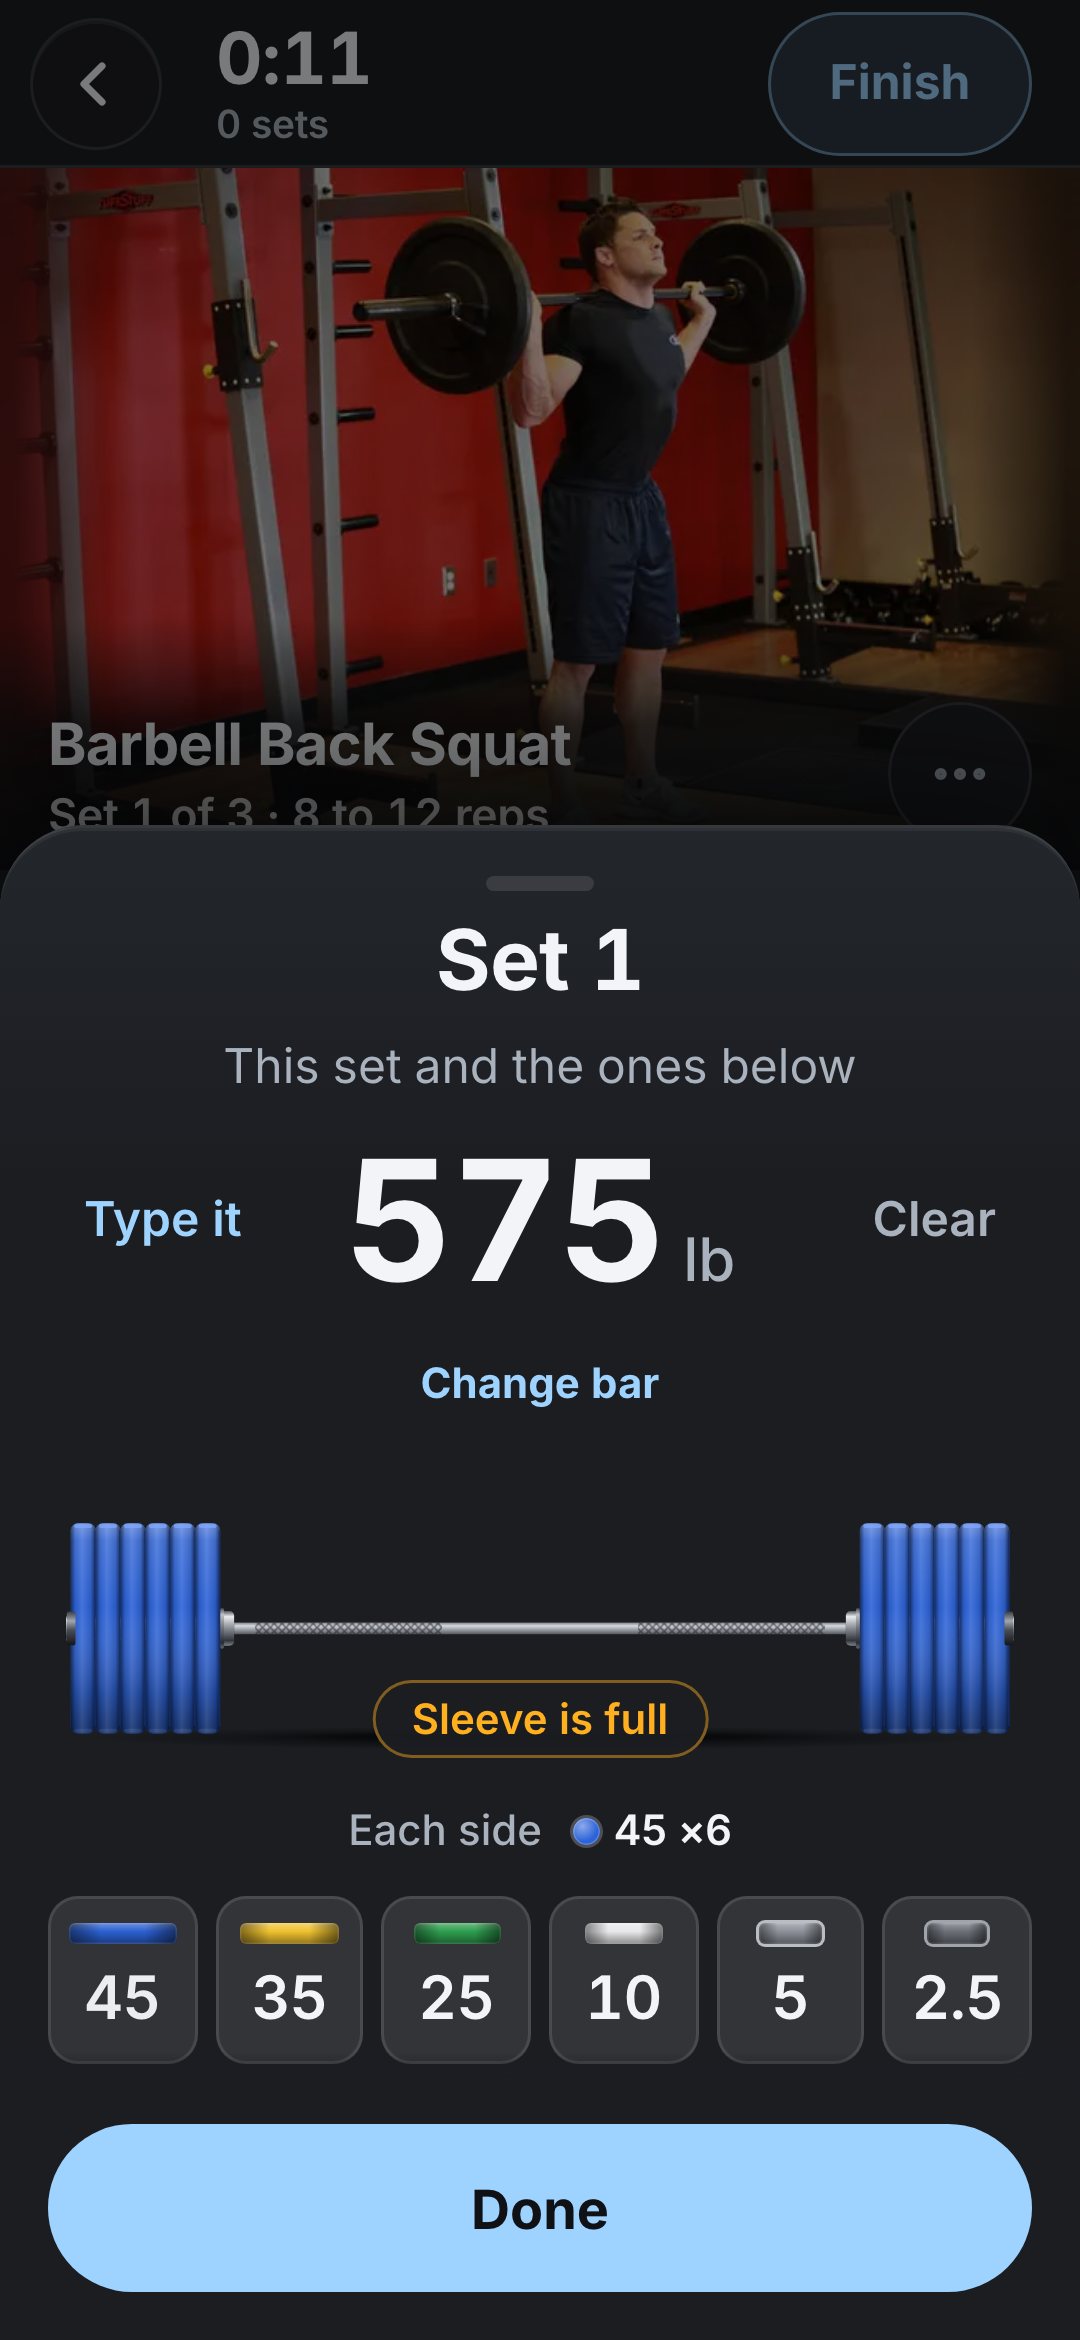 0:11
0 sets
Finish
Barbell Back Squat
Set 1 of 3 · 8 to 12 reps
Set 1
This set and the ones below
Type it
575 lb
Clear
Change bar
Sleeve is full
Each side 45 ×6
45 35 25 10 5 2.5
Done